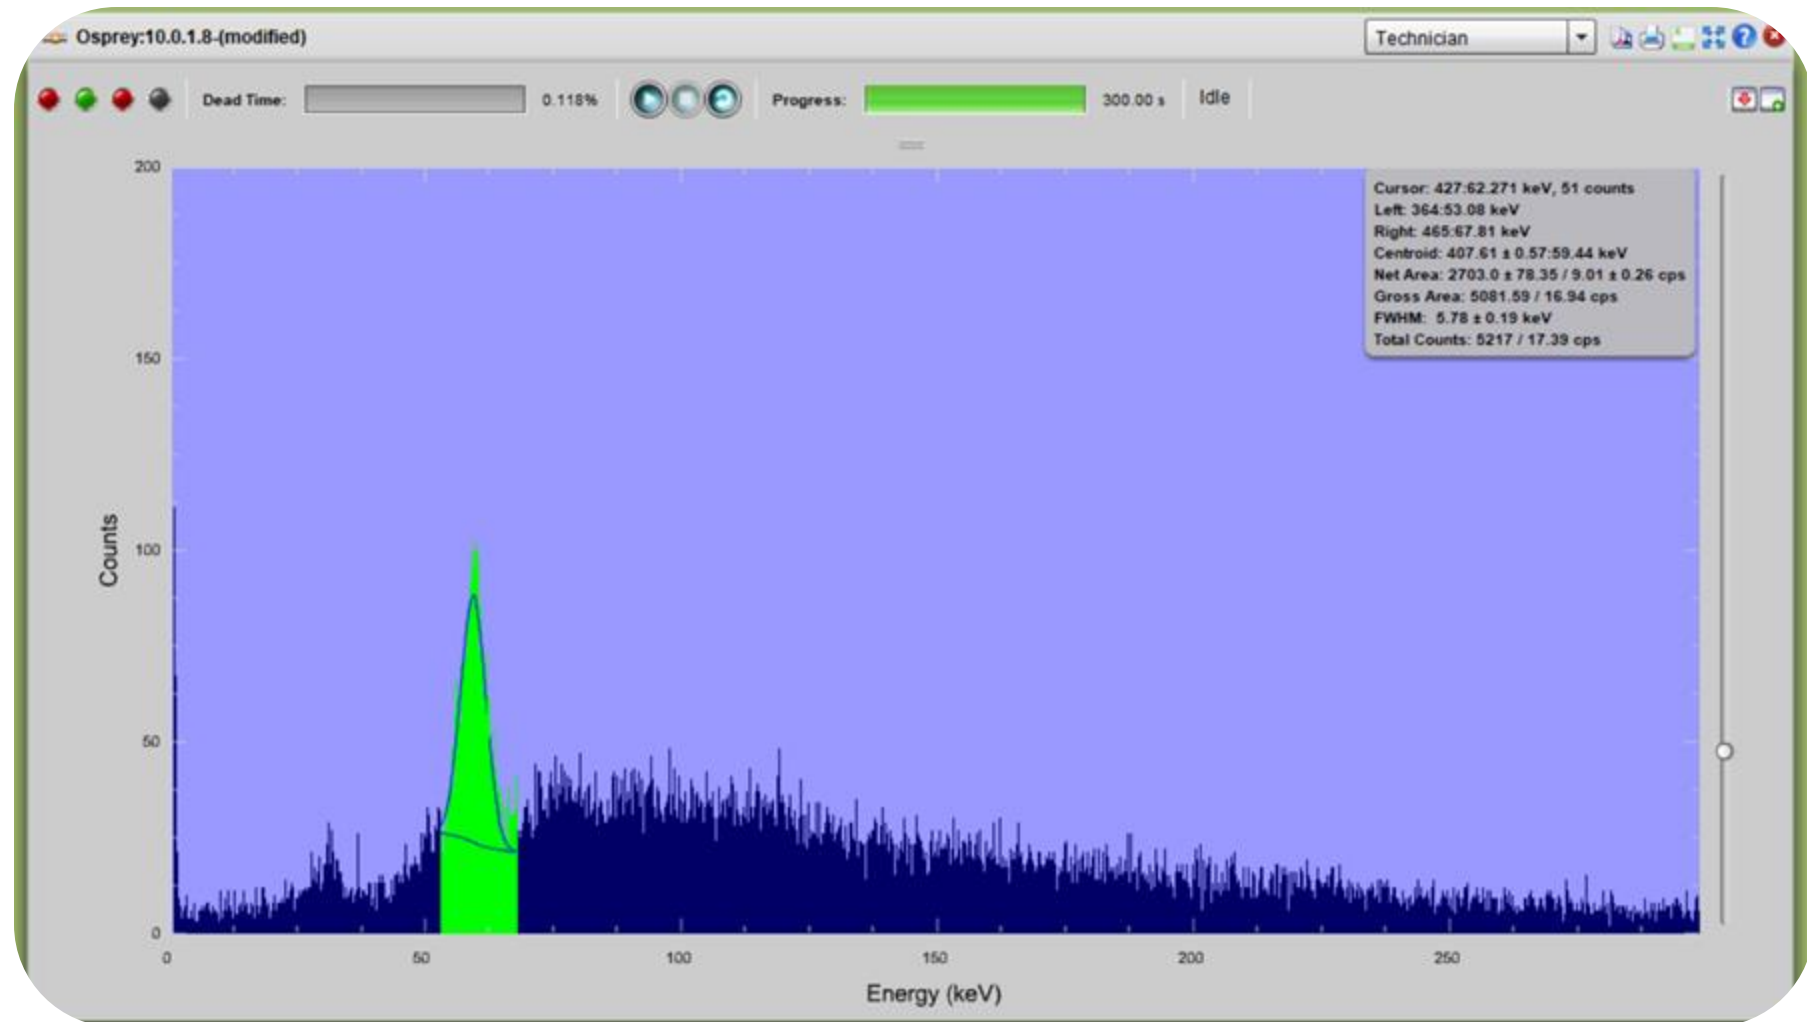 Osprey:10.0.1.8-(modified)
Technician
Dead Time:
0.118%
Progress:
300.00 s
Idle
200
150
100
50
0
Counts
Cursor: 427:62.271 keV, 51 counts
Left: 364:53.08 keV
Right: 465:67.81 keV
Centroid: 407.61 ± 0.57:59.44 keV
Net Area: 2703.0 ± 78.35 / 9.01 ± 0.26 cps
Gross Area: 5081.59 / 16.94 cps
FWHM: 5.78 ± 0.19 keV
Total Counts: 5217 / 17.39 cps
0
50
100
150
200
250
Energy (keV)